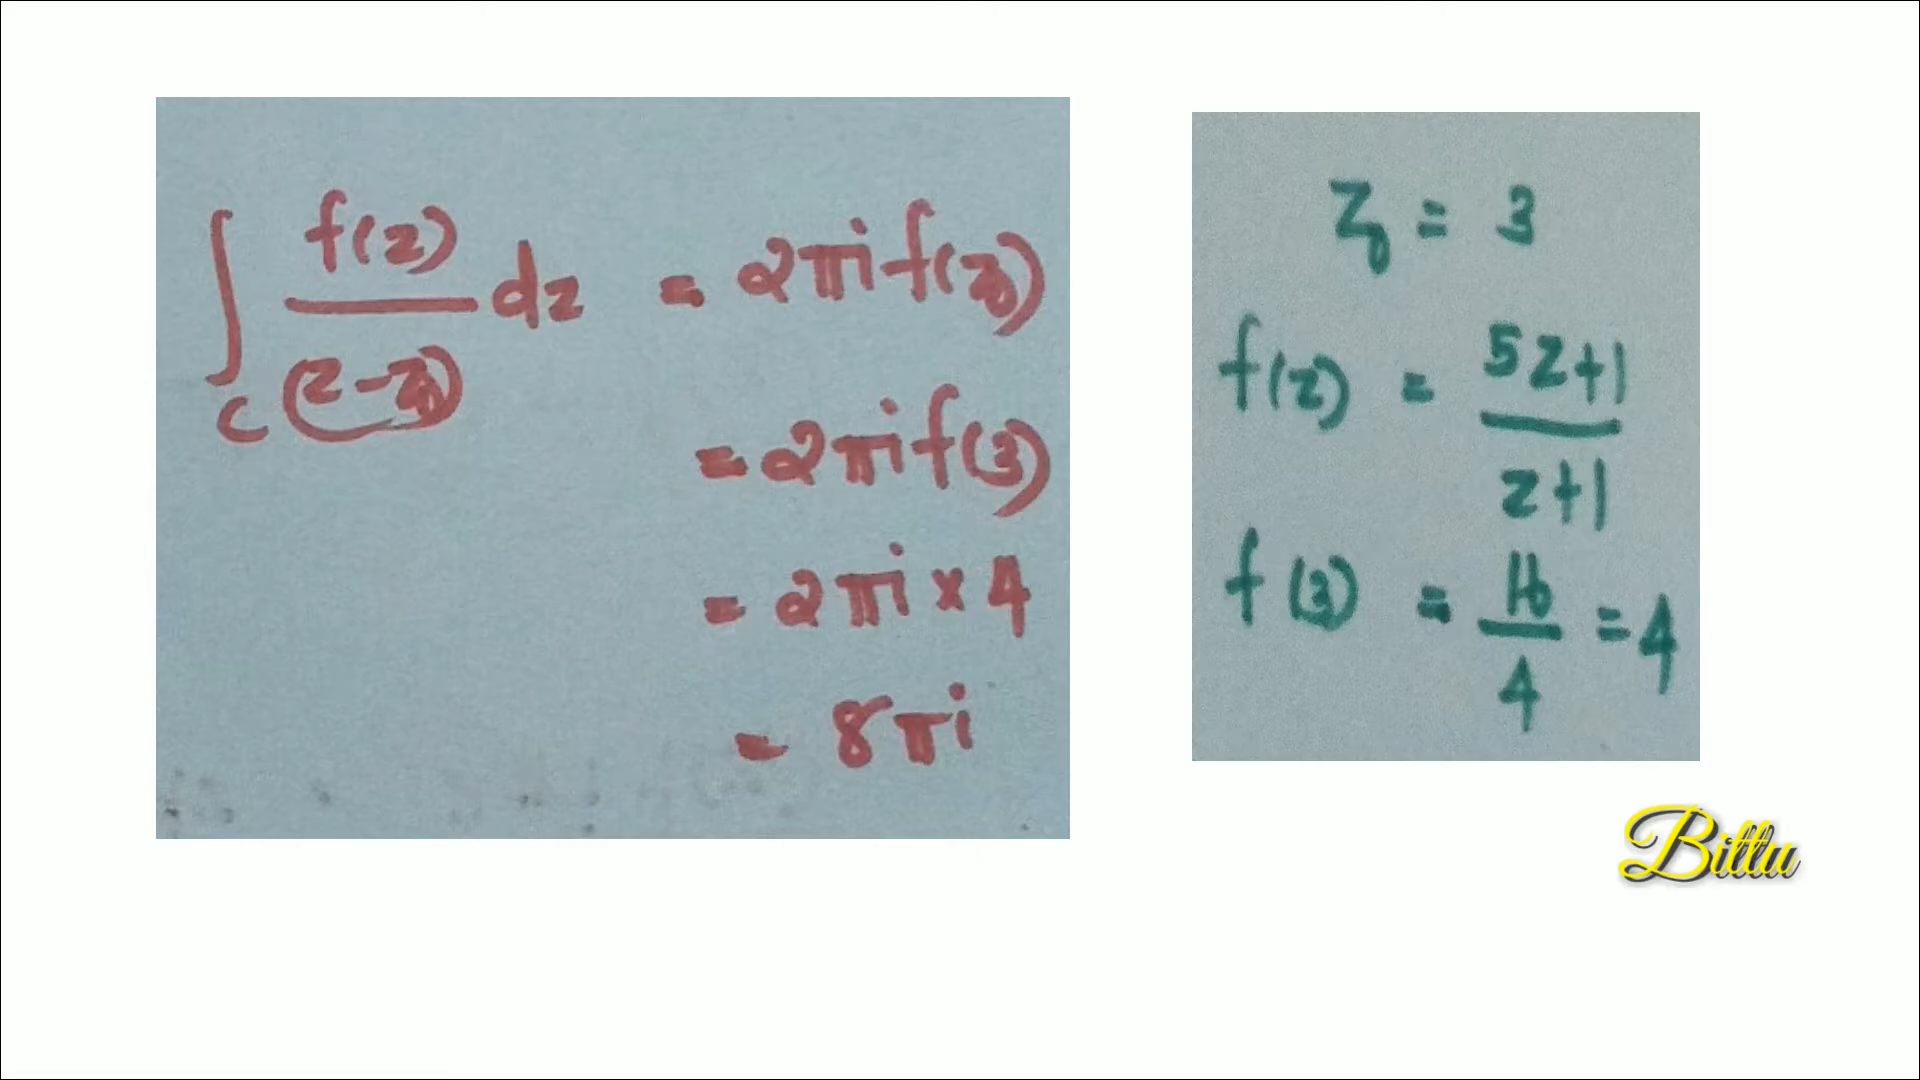 ∫_C f(z)/(z-z₀) dz = 2πi f(z₀)
= 2πi f(3)
= 2πi × 4
= 8πi
z₀ = 3
f(z) = 5z+1/z+1
f(3) = 16/4 = 4
Bittu